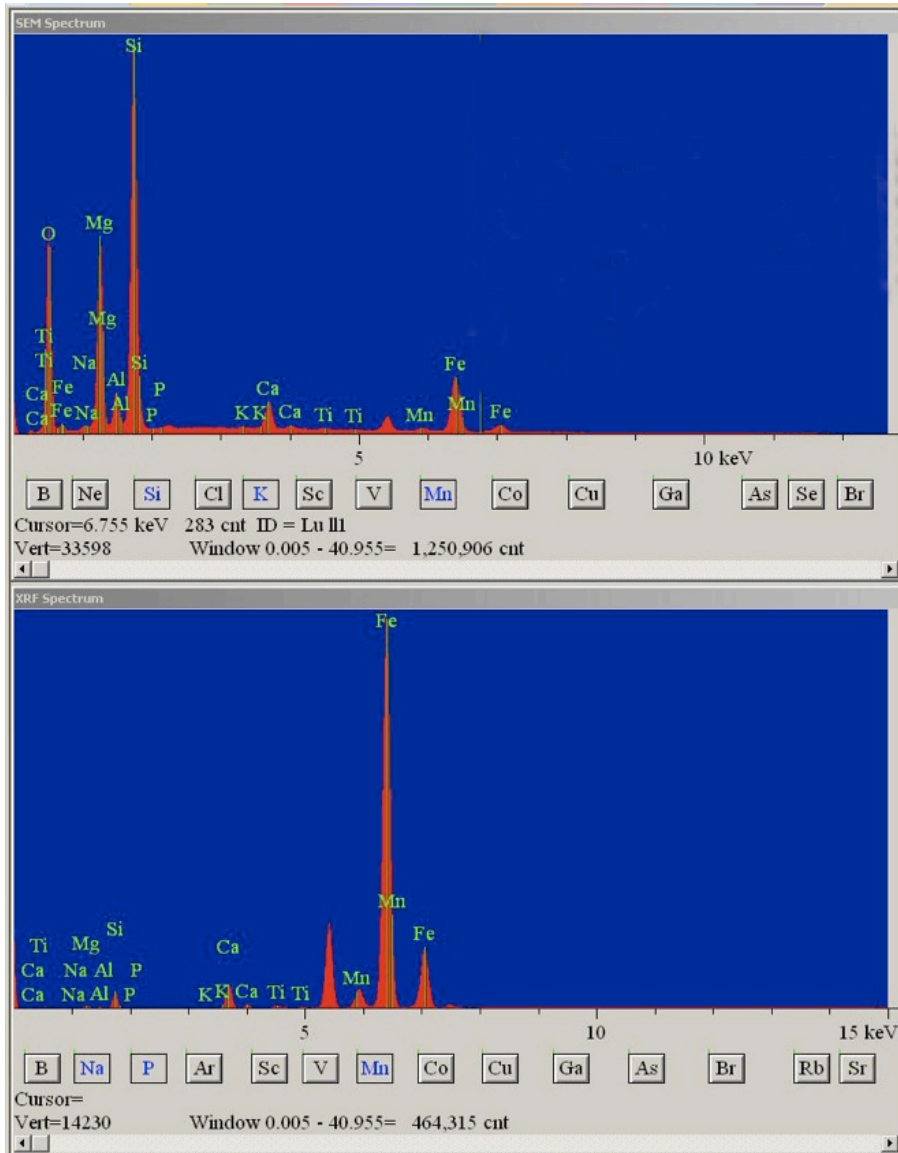 SEM Spectrum
Si
Mg
O
Mg
Ti
Fe
Ti
Na
Si
Al
P
Ca
Ca
Fe
Al
Mn
Ca
Fe
Na
P
K
K
Ca
Ti
Ti
Mn
Fe
5
10 keV
B Ne Si Cl K Sc V Mn Co Cu Ga As Se Br
Cursor=6.755 keV 283 cnt ID = Lu ll1
Vert=33598 Window 0.005 - 40.955= 1,250,906 cnt
XRF Spectrum
Fe
Mn
Si
Fe
Ti Mg Ca
Ca Na Al P Mn
Ca Na Al P K K Ca Ti Ti
5 10 15 keV
B Na P Ar Sc V Mn Co Cu Ga As Br Rb Sr
Cursor=
Vert=14230 Window 0.005 - 40.955= 464,315 cnt